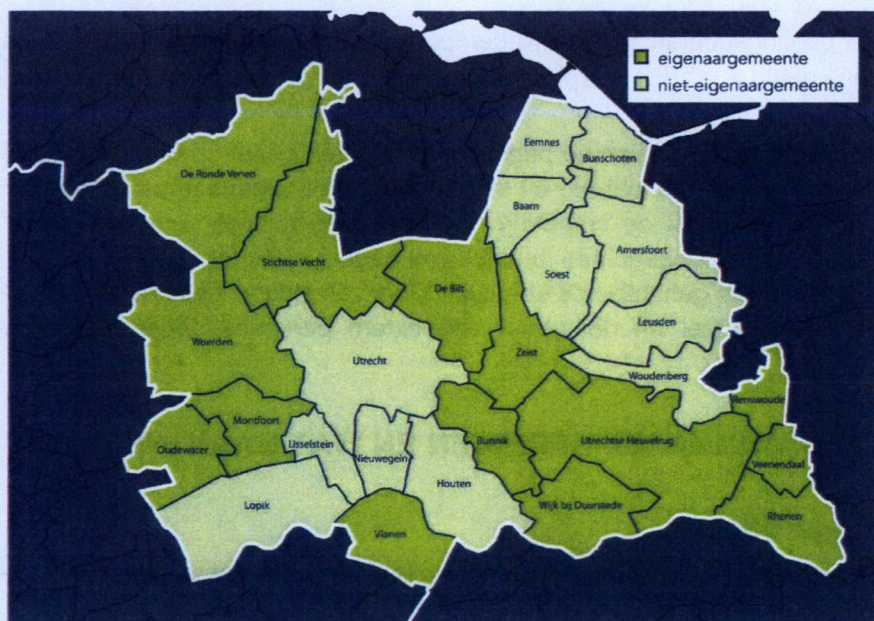 eigenaargemeente
niet-eigenaargemeente
Eemnes
Bunschoten
De Ronde Venen
Baarn
Amersfoort
Stichtse Vecht
Soest
De Bilt
Leusden
Woerden
Zeist
Utrecht
Woudenberg
Renswoude
Montfoort
IJsselstein
Bunnik
Utrechtse Heuvelrug
Oudewater
Nieuwegein
Veenendaal
Houten
Lopik
Wijk bij Duurstede
Rhenen
Vianen